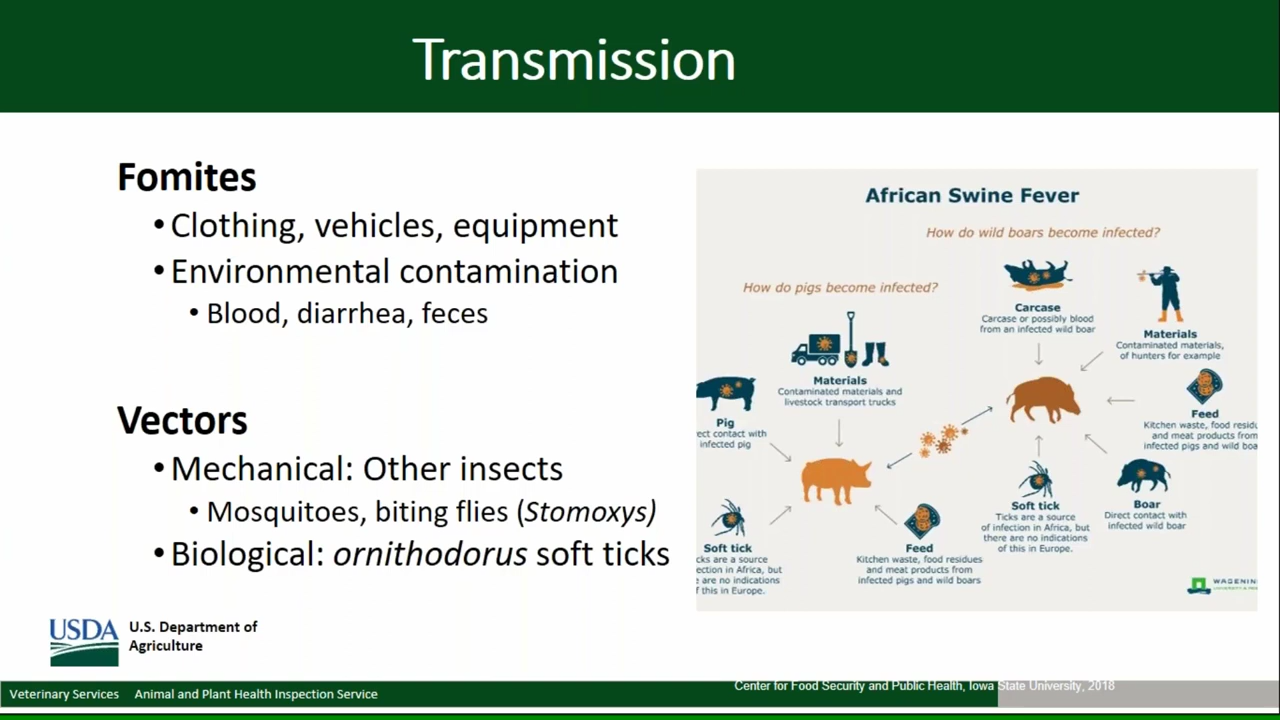 Transmission
Fomites
•Clothing, vehicles, equipment
•Environmental contamination
•Blood, diarrhea, feces
Vectors
•Mechanical: Other insects
•Mosquitoes, biting flies (Stomoxys)
•Biological: ornithodorus soft ticks
African Swine Fever
How do wild boars become infected?
Carcase
Carcase or possibly blood
from an infected wild boar
Materials
Contaminated materials,
of hunters for example
How do pigs become infected?
Materials
Contaminated materials and
livestock transport trucks
Pig
rect contact with
infected pig
Feed
Kitchen waste, food residu
and meat products from
infected pigs and wild boa
Soft tick
cks are a source
ection in Africa, but
e are no indications
f this in Europe.
Feed
Kitchen waste, food residues
and meat products from
infected pigs and wild boars
Soft tick
Ticks are a source
of infection in Africa, but
there are no indications
of this in Europe.
Boar
Direct contact with
infected wild boar
WAGENIN
USDA
U.S. Department of
Agriculture
Veterinary Services Animal and Plant Health Inspection Service
Center for Food Security and Public Health, Iowa State University, 2018